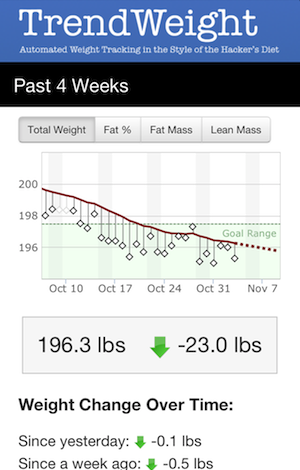 TrendWeight
Automated Weight Tracking in the Style of the Hacker's Diet
Past 4 Weeks
Total Weight Fat % Fat Mass Lean Mass
200
198
Goal Range
196
Oct 10 Oct 17 Oct 24 Oct 31 Nov 7
196.3 lbs -23.0 lbs
Weight Change Over Time:
Since yesterday: -0.1 lbs
Since a week ago: -0.5 lbs